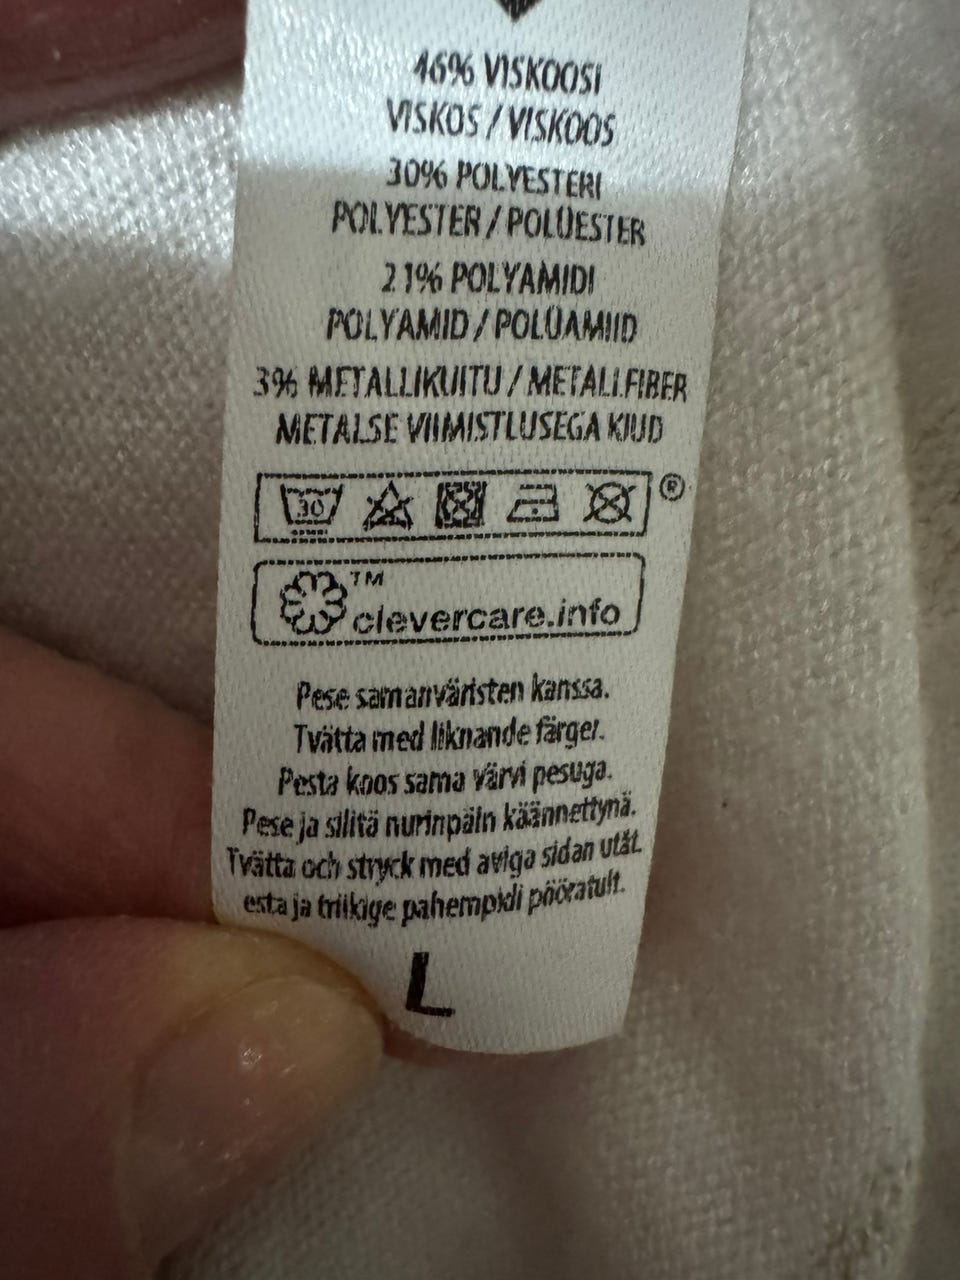 46% VISKOOSI
VISKOS / VISKOOS
30% POLYESTERI
POLYESTER / POLÜESTER
21% POLYAMIDI
POLYAMID / POLÜAMIID
3% METALLIKUITU / METALLFIBER
METALSE VIIMISTLUSEGA KIUD
30
®
TM
clevercare.info
Pese samanväristen kanssa.
Tvätta med liknande färger.
Pesta koos sama värvi pesuga.
Pese ja silitä nurinpäin käännettynä.
Tvätta och stryck med aviga sidan utåt.
esta ja triikige pahempidi pööratult.
L